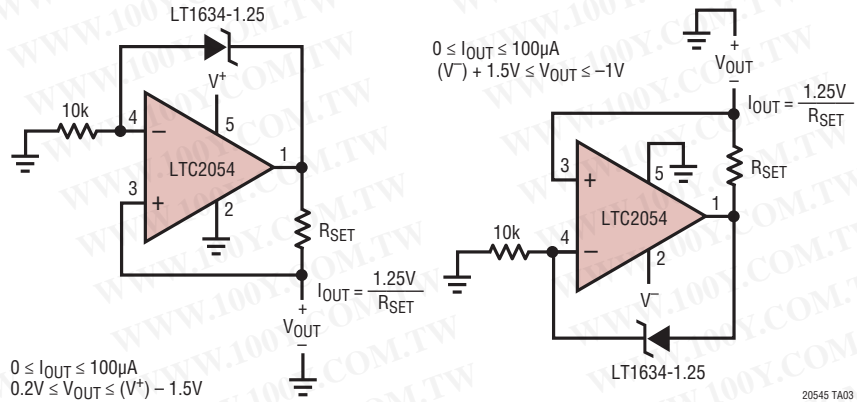 LT1634-1.25
V+
10k
4
–
5
LTC2054
1
3
+
2
RSET
IOUT = 1.25V
RSET
+
VOUT
–
0 ≤ IOUT ≤ 100µA
0.2V ≤ VOUT ≤ (V+) – 1.5V
0 ≤ IOUT ≤ 100µA
(V–) + 1.5V ≤ VOUT ≤ –1V
+
VOUT
–
IOUT = 1.25V
RSET
3
+
5
RSET
LTC2054
1
10k
4
–
2
V–
LT1634-1.25
20545 TA03
WWW.100Y.COM.TW